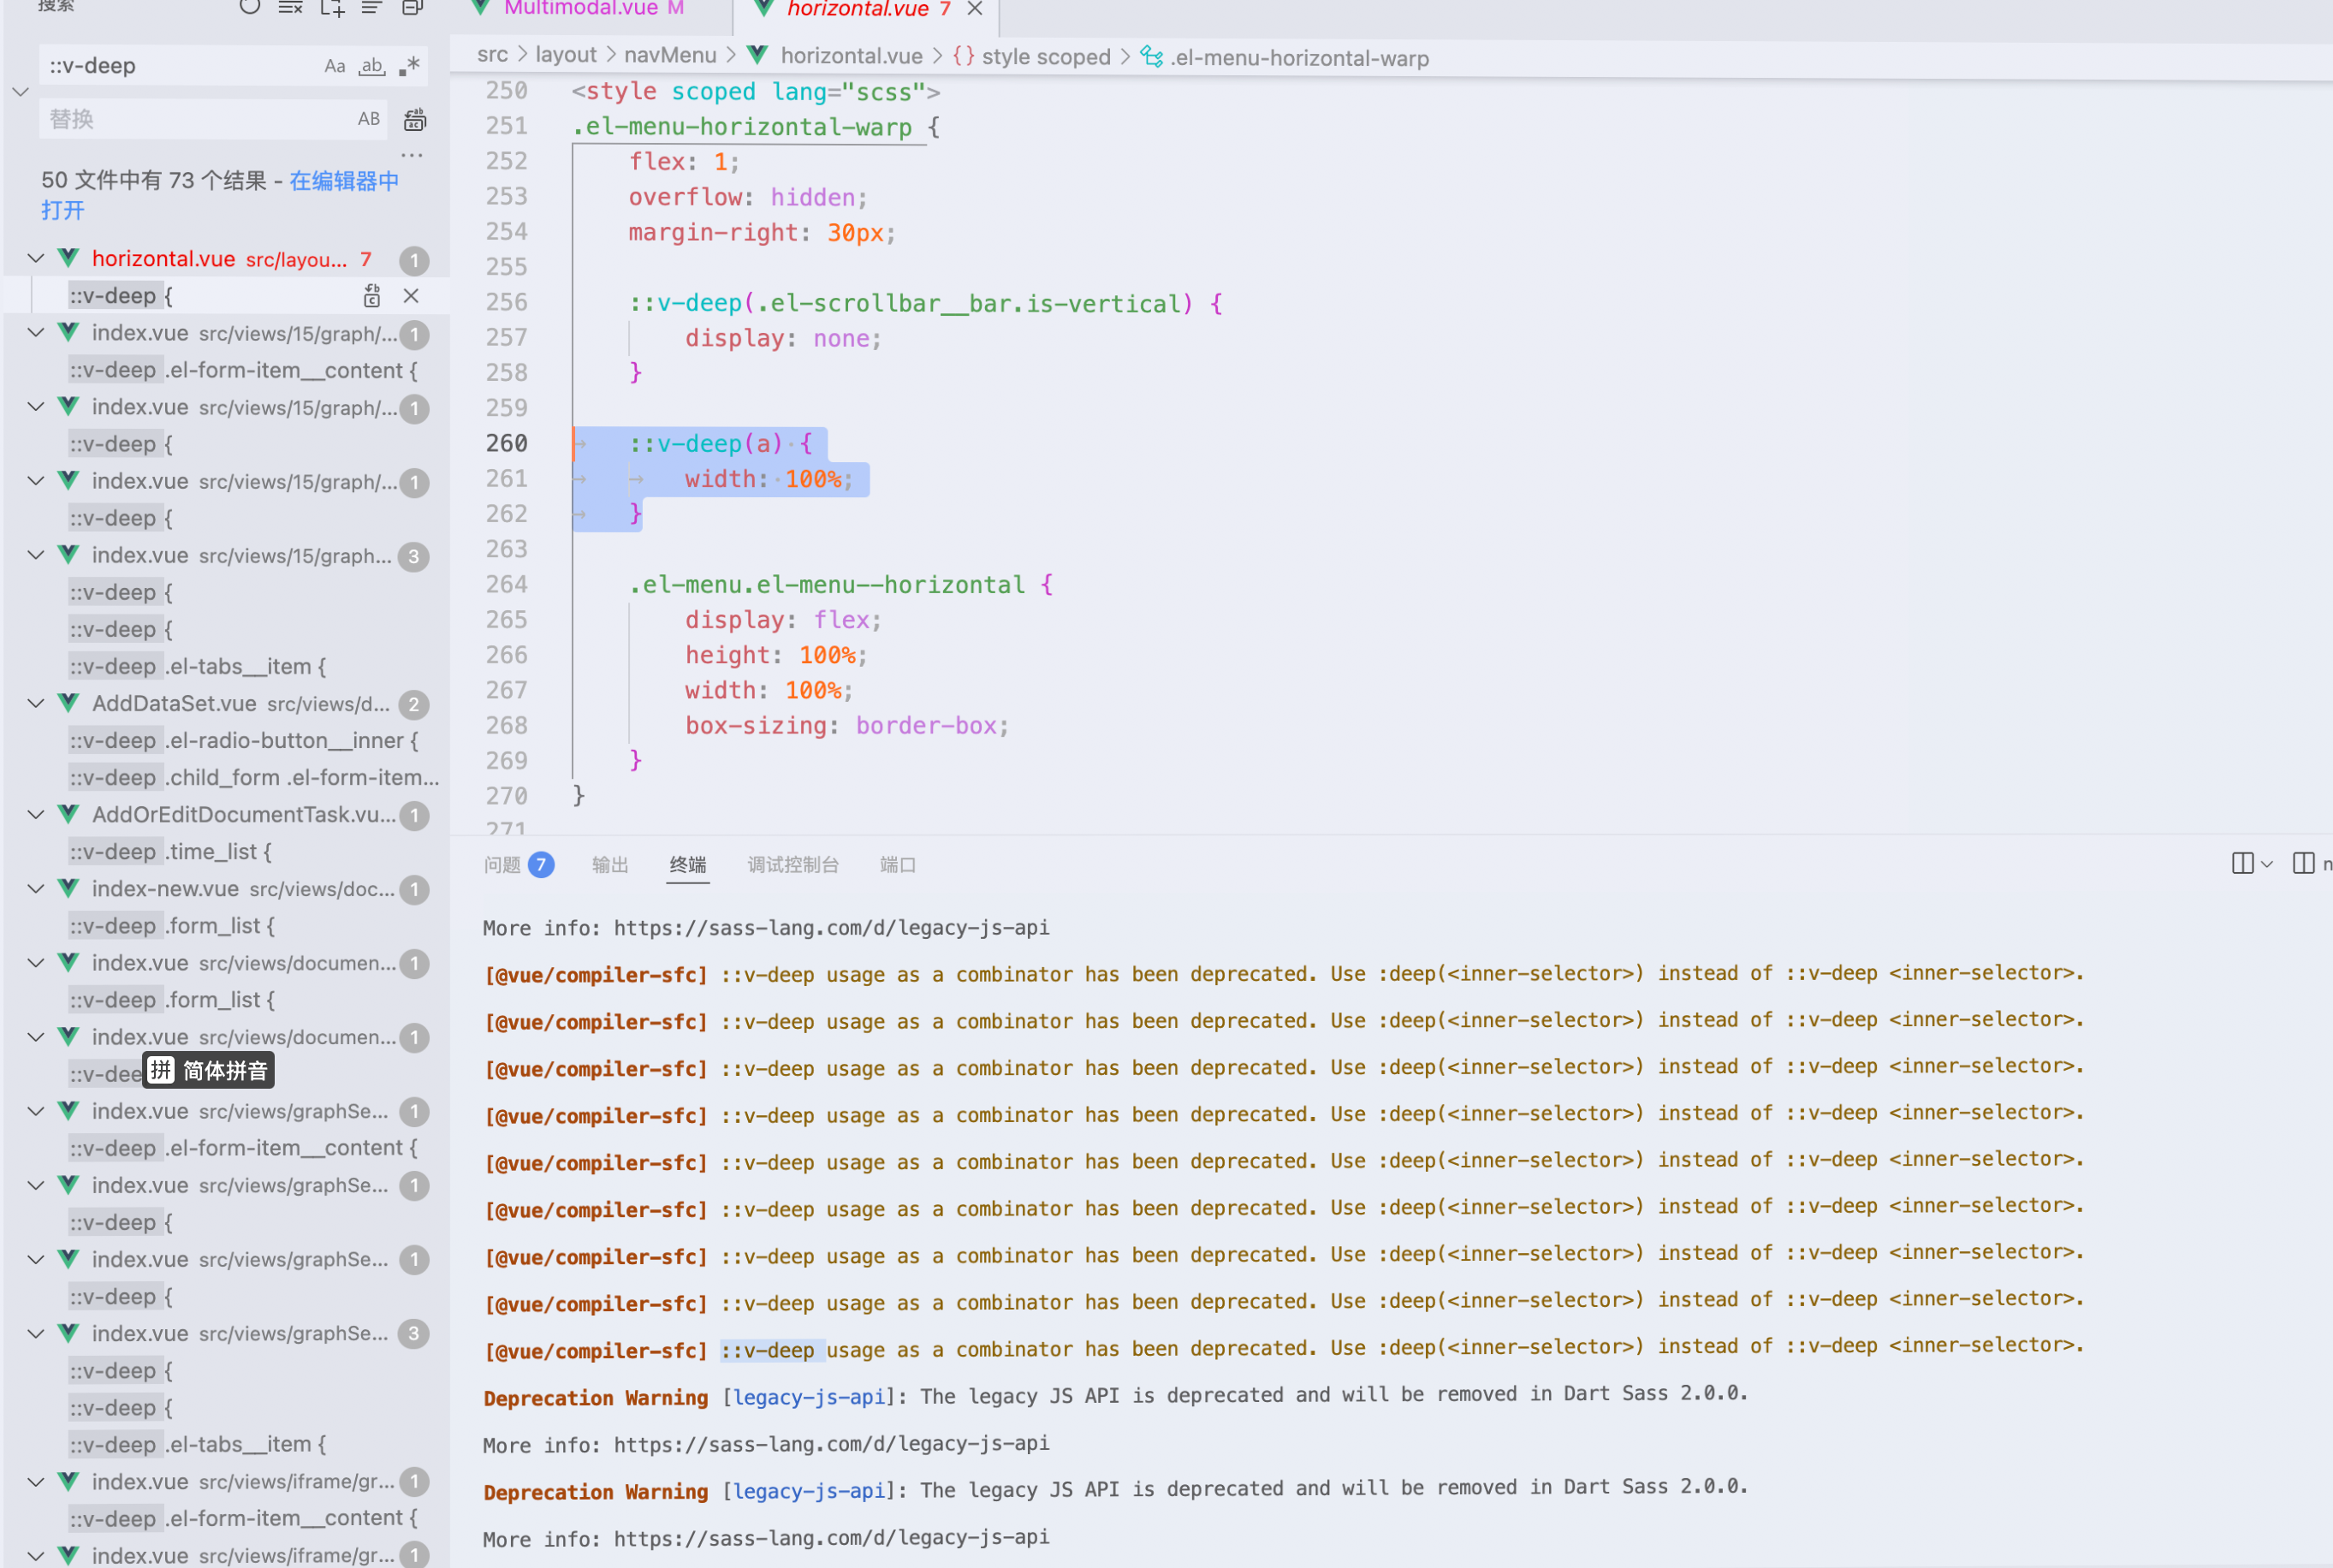 搜索
::v-deep
Aa ab .*
替换
AB
50 文件中有 73 个结果 - 在编辑器中
打开
horizontal.vue src/layou... 7 1
::v-deep {
index.vue src/views/15/graph/... 1
::v-deep .el-form-item__content {
index.vue src/views/15/graph/... 1
::v-deep {
index.vue src/views/15/graph/... 1
::v-deep {
index.vue src/views/15/graph... 3
::v-deep {
::v-deep {
::v-deep .el-tabs__item {
AddDataSet.vue src/views/d... 2
::v-deep .el-radio-button__inner {
::v-deep .child_form .el-form-item...
AddOrEditDocumentTask.vu... 1
::v-deep .time_list {
index-new.vue src/views/doc... 1
::v-deep .form_list {
index.vue src/views/documen... 1
::v-deep .form_list {
index.vue src/views/documen... 1
::v-dee
拼 简体拼音
index.vue src/views/graphSe... 1
::v-deep .el-form-item__content {
index.vue src/views/graphSe... 1
::v-deep {
index.vue src/views/graphSe... 1
::v-deep {
index.vue src/views/graphSe... 3
::v-deep {
::v-deep {
::v-deep .el-tabs__item {
index.vue src/views/iframe/gr... 1
::v-deep .el-form-item__content {
index.vue src/views/iframe/gr... 1
Multimodal.vue M
horizontal.vue 7
src > layout > navMenu > horizontal.vue > {} style scoped > .el-menu-horizontal-warp
250 <style scoped lang="scss">
251 .el-menu-horizontal-warp {
252 flex: 1;
253 overflow: hidden;
254 margin-right: 30px;
255
256 ::v-deep(.el-scrollbar__bar.is-vertical) {
257 display: none;
258 }
259
260 ::v-deep(a) {
261 width: 100%;
262 }
263
264 .el-menu.el-menu--horizontal {
265 display: flex;
266 height: 100%;
267 width: 100%;
268 box-sizing: border-box;
269 }
270 }
271
问题 7 输出 终端 调试控制台 端口
n
More info: https://sass-lang.com/d/legacy-js-api
[@vue/compiler-sfc] ::v-deep usage as a combinator has been deprecated. Use :deep(<inner-selector>) instead of ::v-deep <inner-selector>.
[@vue/compiler-sfc] ::v-deep usage as a combinator has been deprecated. Use :deep(<inner-selector>) instead of ::v-deep <inner-selector>.
[@vue/compiler-sfc] ::v-deep usage as a combinator has been deprecated. Use :deep(<inner-selector>) instead of ::v-deep <inner-selector>.
[@vue/compiler-sfc] ::v-deep usage as a combinator has been deprecated. Use :deep(<inner-selector>) instead of ::v-deep <inner-selector>.
[@vue/compiler-sfc] ::v-deep usage as a combinator has been deprecated. Use :deep(<inner-selector>) instead of ::v-deep <inner-selector>.
[@vue/compiler-sfc] ::v-deep usage as a combinator has been deprecated. Use :deep(<inner-selector>) instead of ::v-deep <inner-selector>.
[@vue/compiler-sfc] ::v-deep usage as a combinator has been deprecated. Use :deep(<inner-selector>) instead of ::v-deep <inner-selector>.
[@vue/compiler-sfc] ::v-deep usage as a combinator has been deprecated. Use :deep(<inner-selector>) instead of ::v-deep <inner-selector>.
[@vue/compiler-sfc] ::v-deep usage as a combinator has been deprecated. Use :deep(<inner-selector>) instead of ::v-deep <inner-selector>.
Deprecation Warning [legacy-js-api]: The legacy JS API is deprecated and will be removed in Dart Sass 2.0.0.
More info: https://sass-lang.com/d/legacy-js-api
Deprecation Warning [legacy-js-api]: The legacy JS API is deprecated and will be removed in Dart Sass 2.0.0.
More info: https://sass-lang.com/d/legacy-js-api